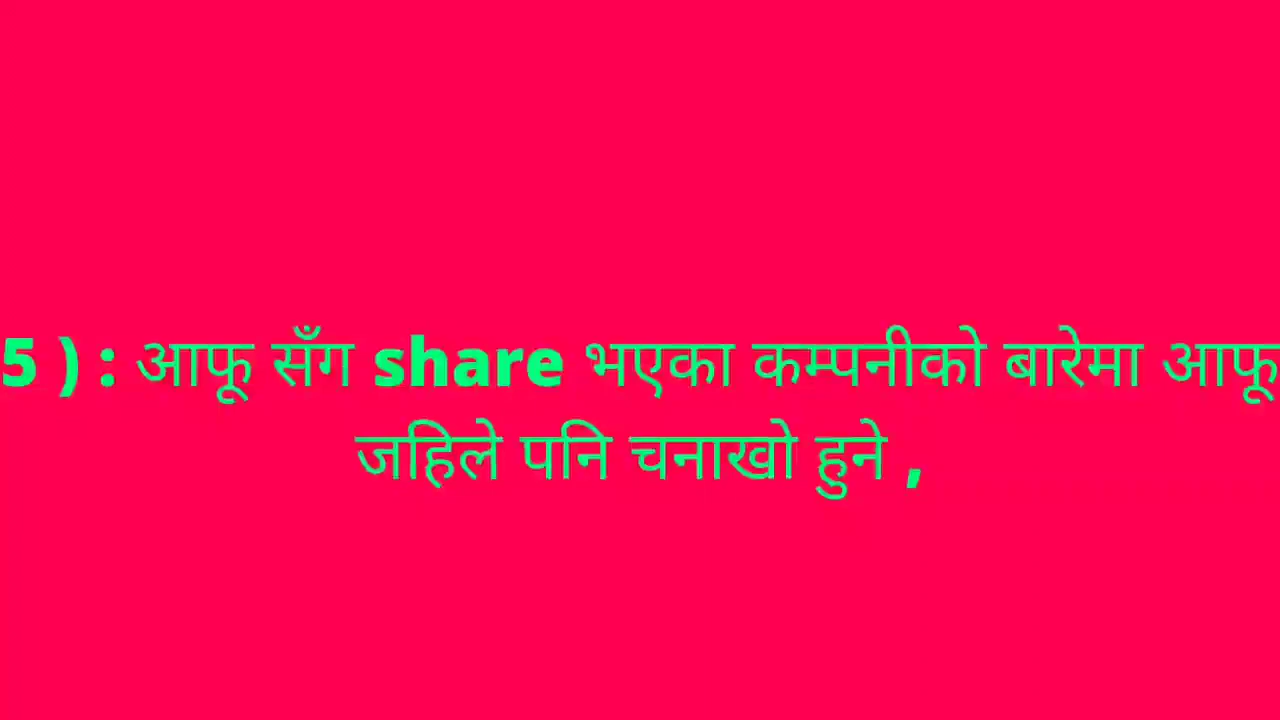 5 ) : आफू सँग share भएका कम्पनीको बारेमा आफू
जहिले पनि चनाखो हुने ,